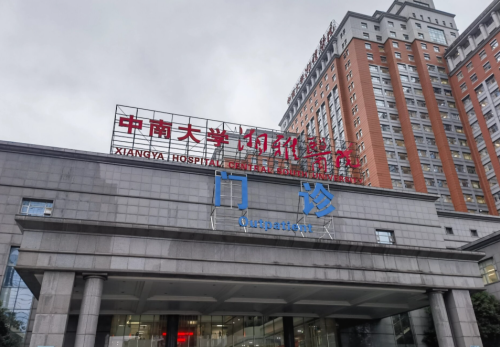 中南大学湘雅医院
XIANGYA HOSPITAL CENTRAL SOUTH UNIVERSITY
门诊
Outpatient